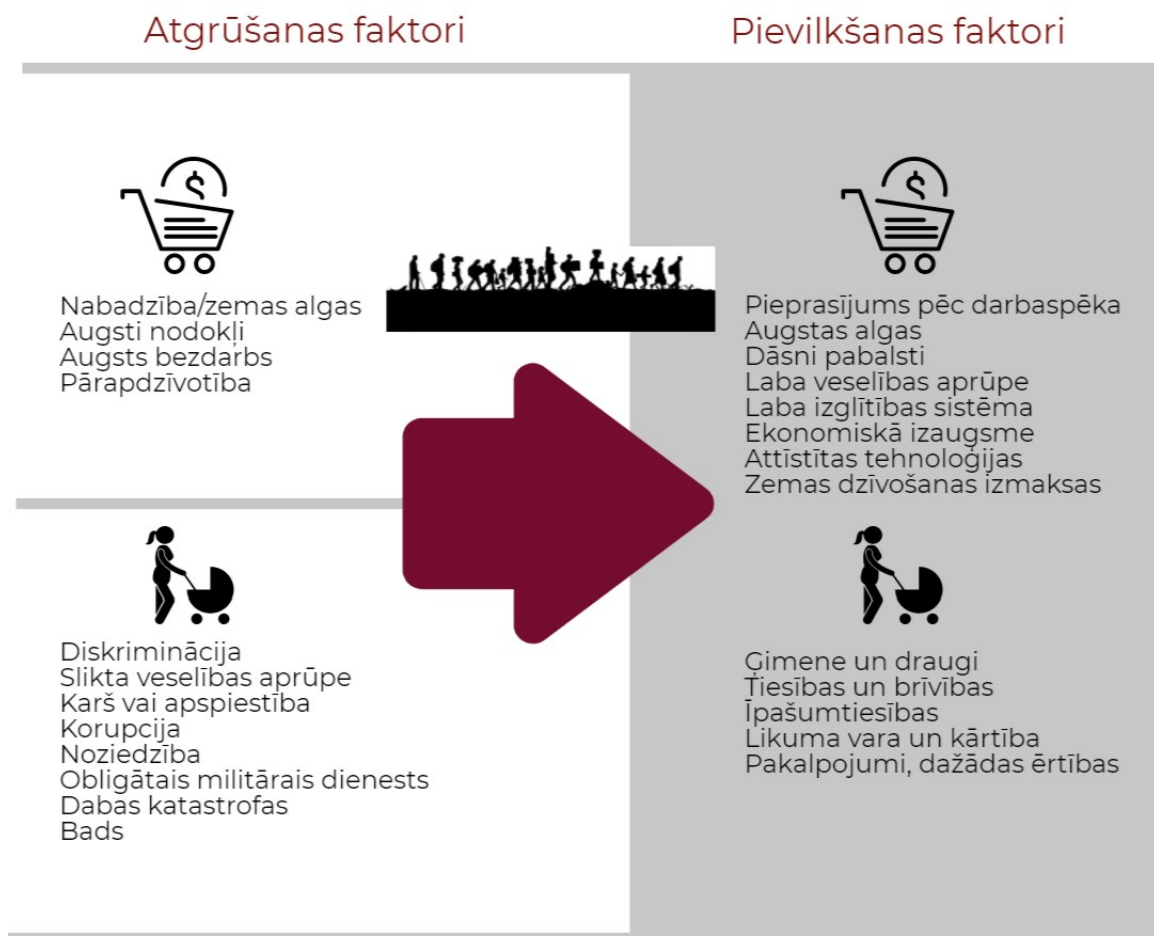 Atgrūšanas faktori
Pievilkšanas faktori
$
Nabadzība/zemas algas
Augsti nodokļi
Augsts bezdarbs
Pārapdzīvotība
$
Pieprasījums pēc darbaspēka
Augstas algas
Dāsni pabalsti
Laba veselības aprūpe
Laba izglītības sistēma
Ekonomiskā izaugsme
Attīstītas tehnoloģijas
Zemas dzīvošanas izmaksas
Diskriminācija
Slikta veselības aprūpe
Karš vai apspiestība
Korupcija
Noziedzība
Obligātais militārais dienests
Dabas katastrofas
Bads
Ģimene un draugi
Tiesības un brīvības
Īpašumtiesības
Likuma vara un kārtība
Pakalpojumi, dažādas ērtības